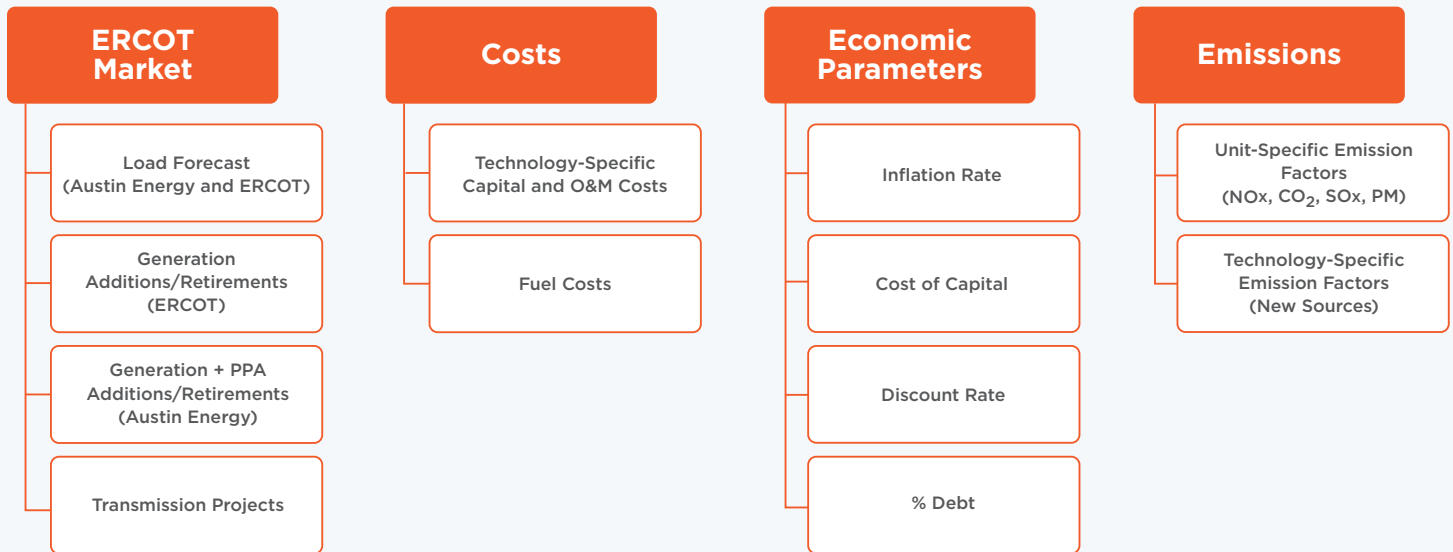 ERCOT
Market
Load Forecast
(Austin Energy and ERCOT)
Generation
Additions/Retirements
(ERCOT)
Generation + PPA
Additions/Retirements
(Austin Energy)
Transmission Projects
Costs
Technology-Specific
Capital and O&M Costs
Fuel Costs
Economic
Parameters
Inflation Rate
Cost of Capital
Discount Rate
% Debt
Emissions
Unit-Specific Emission
Factors
(NOx, CO₂, SOx, PM)
Technology-Specific
Emission Factors
(New Sources)